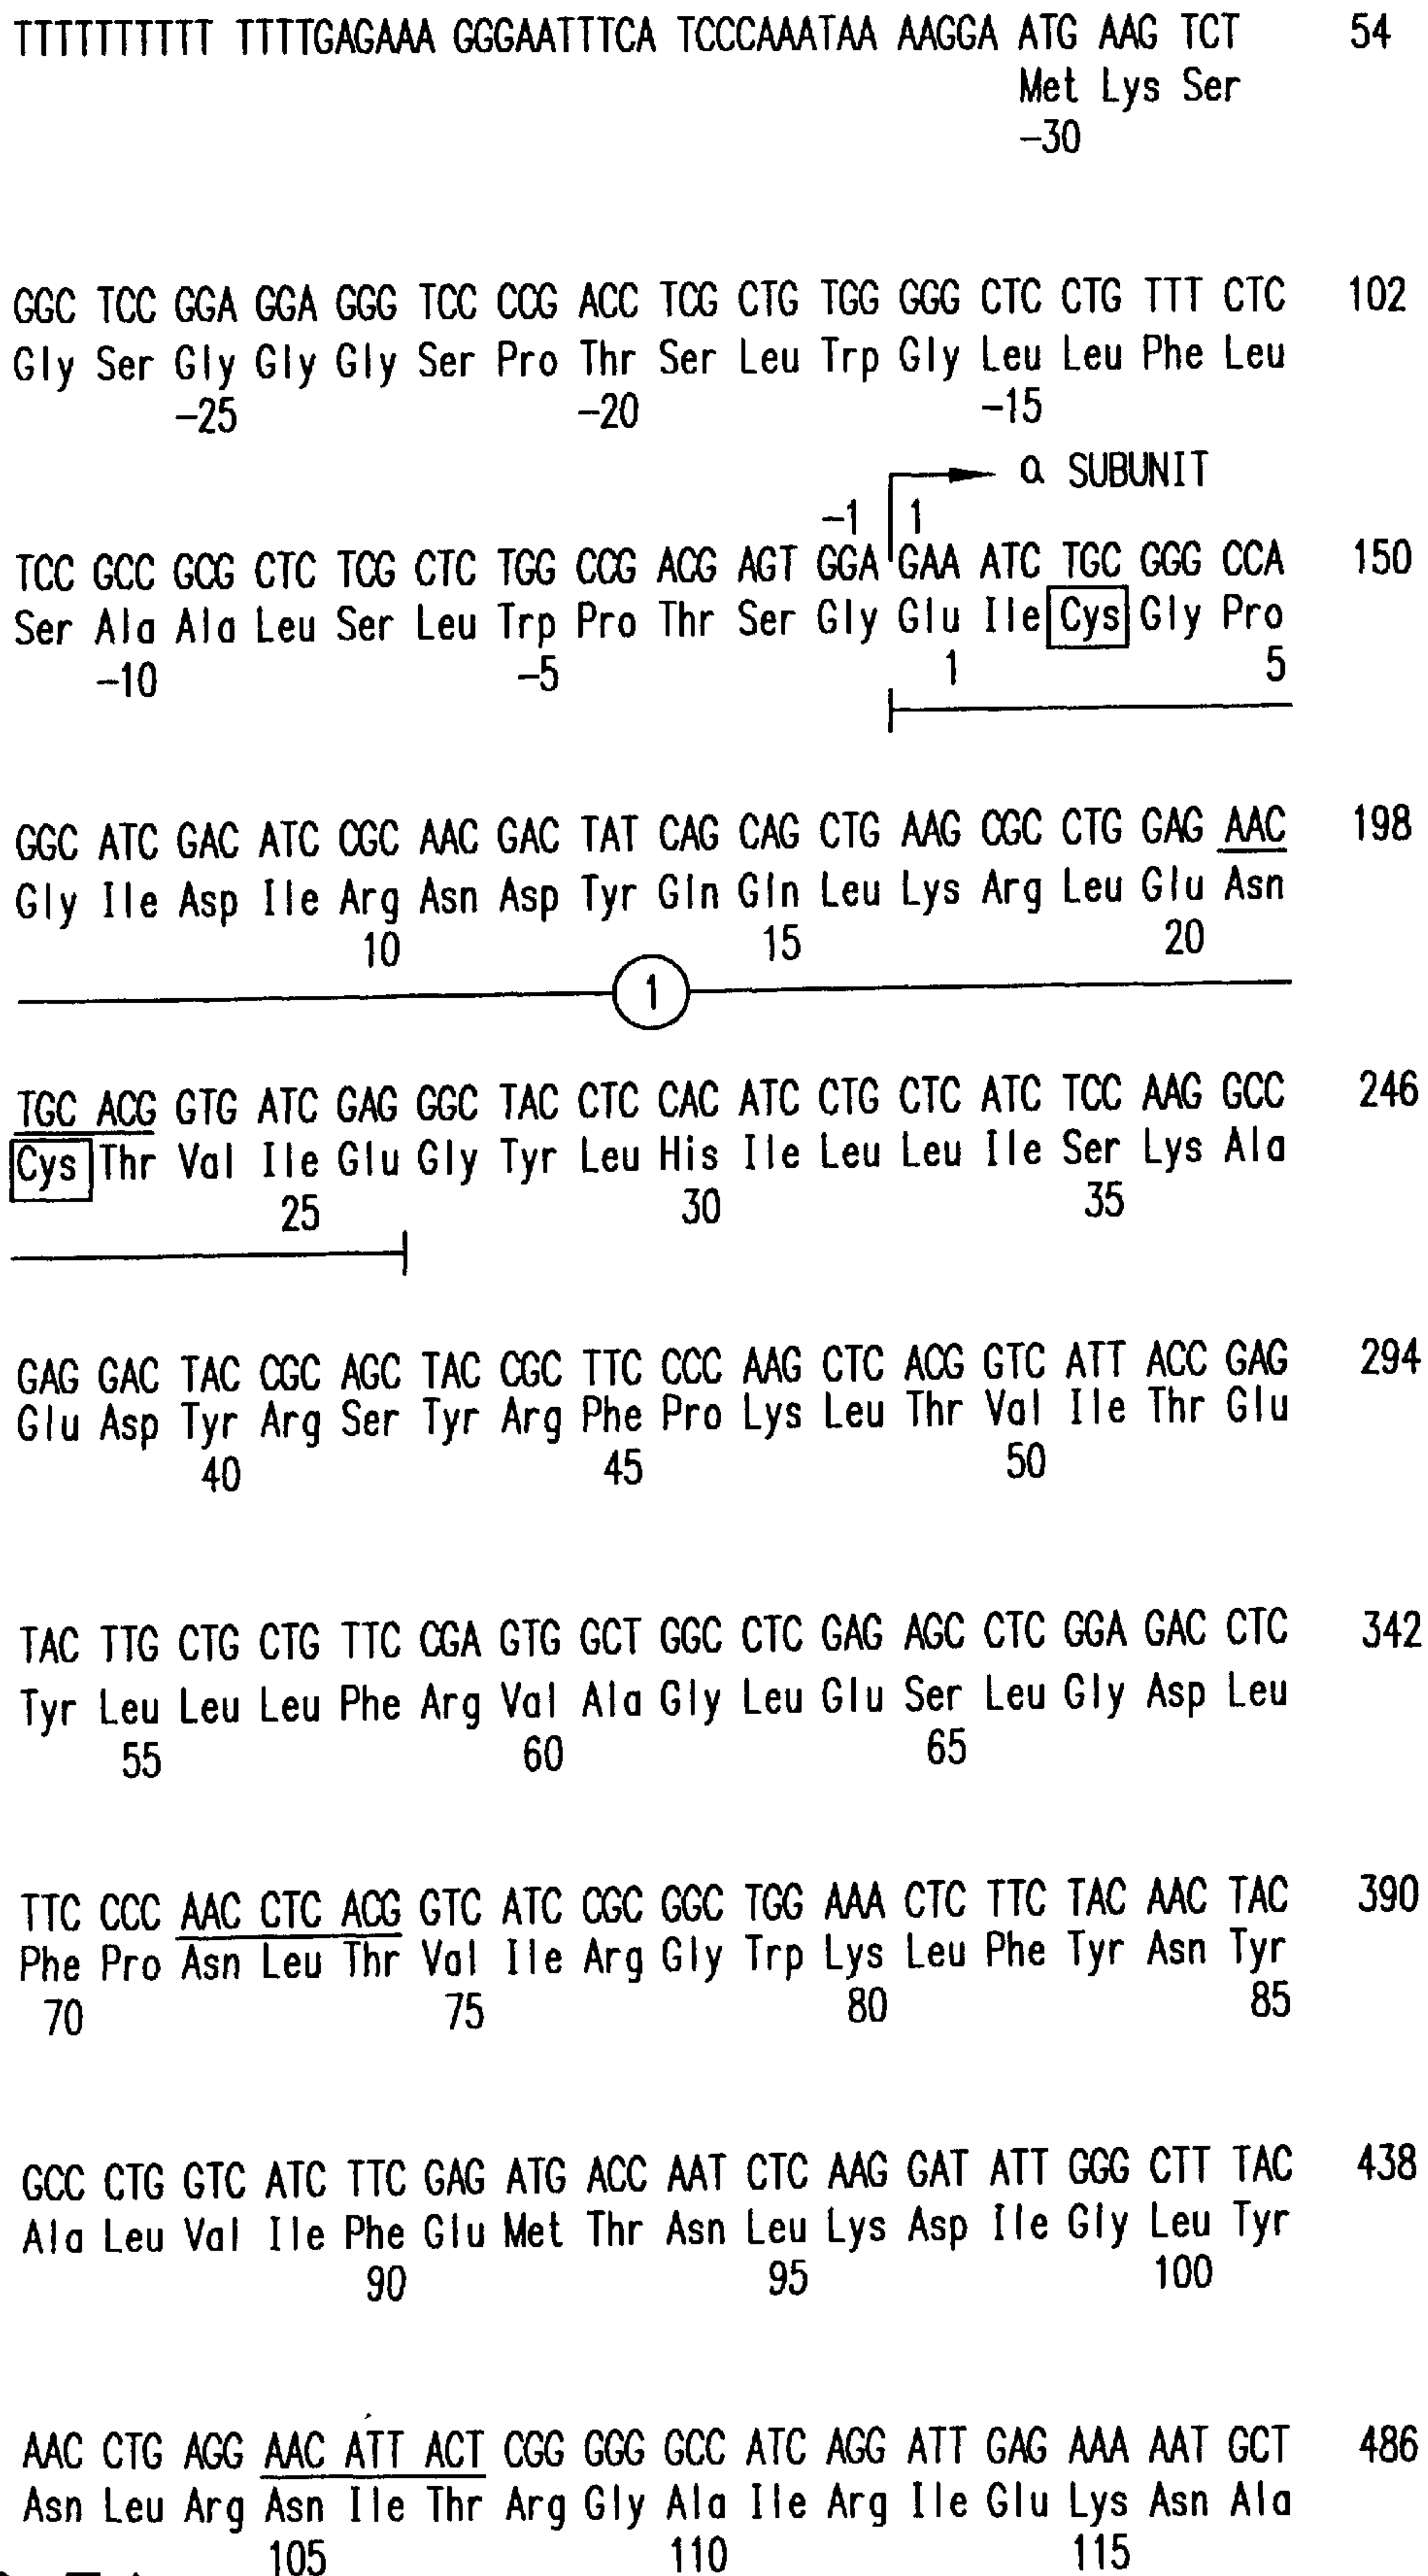 TTTTTTTTTT TTTTGAGAAA GGGAATTTCA TCCCAAATAA AAGGA ATG AAG TCT 54
Met Lys Ser
-30
GGC TCC GGA GGA GGG TCC CCG ACC TCG CTG TGG GGG CTC CTG TTT CTC 102
Gly Ser Gly Gly Gly Ser Pro Thr Ser Leu Trp Gly Leu Leu Phe Leu
-25 -20 -15
α SUBUNIT
-1 1
TCC GCC GCG CTC TCG CTC TGG CCG ACG AGT GGA GAA ATC TGC GGG CCA 150
Ser Ala Ala Leu Ser Leu Trp Pro Thr Ser Gly Glu Ile Cys Gly Pro
-10 -5 1 5
GGC ATC GAC ATC CGC AAC GAC TAT CAG CAG CTG AAG CGC CTG GAG AAC 198
Gly Ile Asp Ile Arg Asn Asp Tyr Gln Gln Leu Lys Arg Leu Glu Asn
10 15 20
1
TGC ACG GTG ATC GAG GGC TAC CTC CAC ATC CTG CTC ATC TCC AAG GCC 246
Cys Thr Val Ile Glu Gly Tyr Leu His Ile Leu Leu Ile Ser Lys Ala
25 30 35
GAG GAC TAC CGC AGC TAC CGC TTC CCC AAG CTC ACG GTC ATT ACC GAG 294
Glu Asp Tyr Arg Ser Tyr Arg Phe Pro Lys Leu Thr Val Ile Thr Glu
40 45 50
TAC TTG CTG CTG TTC CGA GTG GCT GGC CTC GAG AGC CTC GGA GAC CTC 342
Tyr Leu Leu Leu Phe Arg Val Ala Gly Leu Glu Ser Leu Gly Asp Leu
55 60 65
TTC CCC AAC CTC ACG GTC ATC CGC GGC TGG AAA CTC TTC TAC AAC TAC 390
Phe Pro Asn Leu Thr Val Ile Arg Gly Trp Lys Leu Phe Tyr Asn Tyr
70 75 80 85
GCC CTG GTC ATC TTC GAG ATG ACC AAT CTC AAG GAT ATT GGG CTT TAC 438
Ala Leu Val Ile Phe Glu Met Thr Asn Leu Lys Asp Ile Gly Leu Tyr
90 95 100
AAC CTG AGG AAC ATT ACT CGG GGG GCC ATC AGG ATT GAG AAA AAT GCT 486
Asn Leu Arg Asn Ile Thr Arg Gly Ala Ile Arg Ile Glu Lys Asn Ala
105 110 115